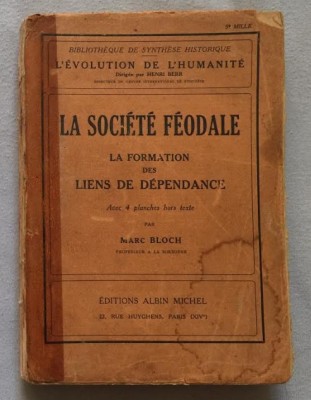 9e MILLE
BIBLIOTHÈQUE DE SYNTHÈSE HISTORIQUE
L'ÉVOLUTION DE L'HUMANITÉ
Dirigée par HENRI BERR
LA SOCIÉTÉ FÉODALE
LA FORMATION
DES
LIENS DE DÉPENDANCE
Avec 4 planches hors texte
PAR
MARC BLOCH
PROFESSEUR A LA SORBONNE
ÉDITIONS ALBIN MICHEL
22, RUE HUYGHENS, PARIS (XIVe)